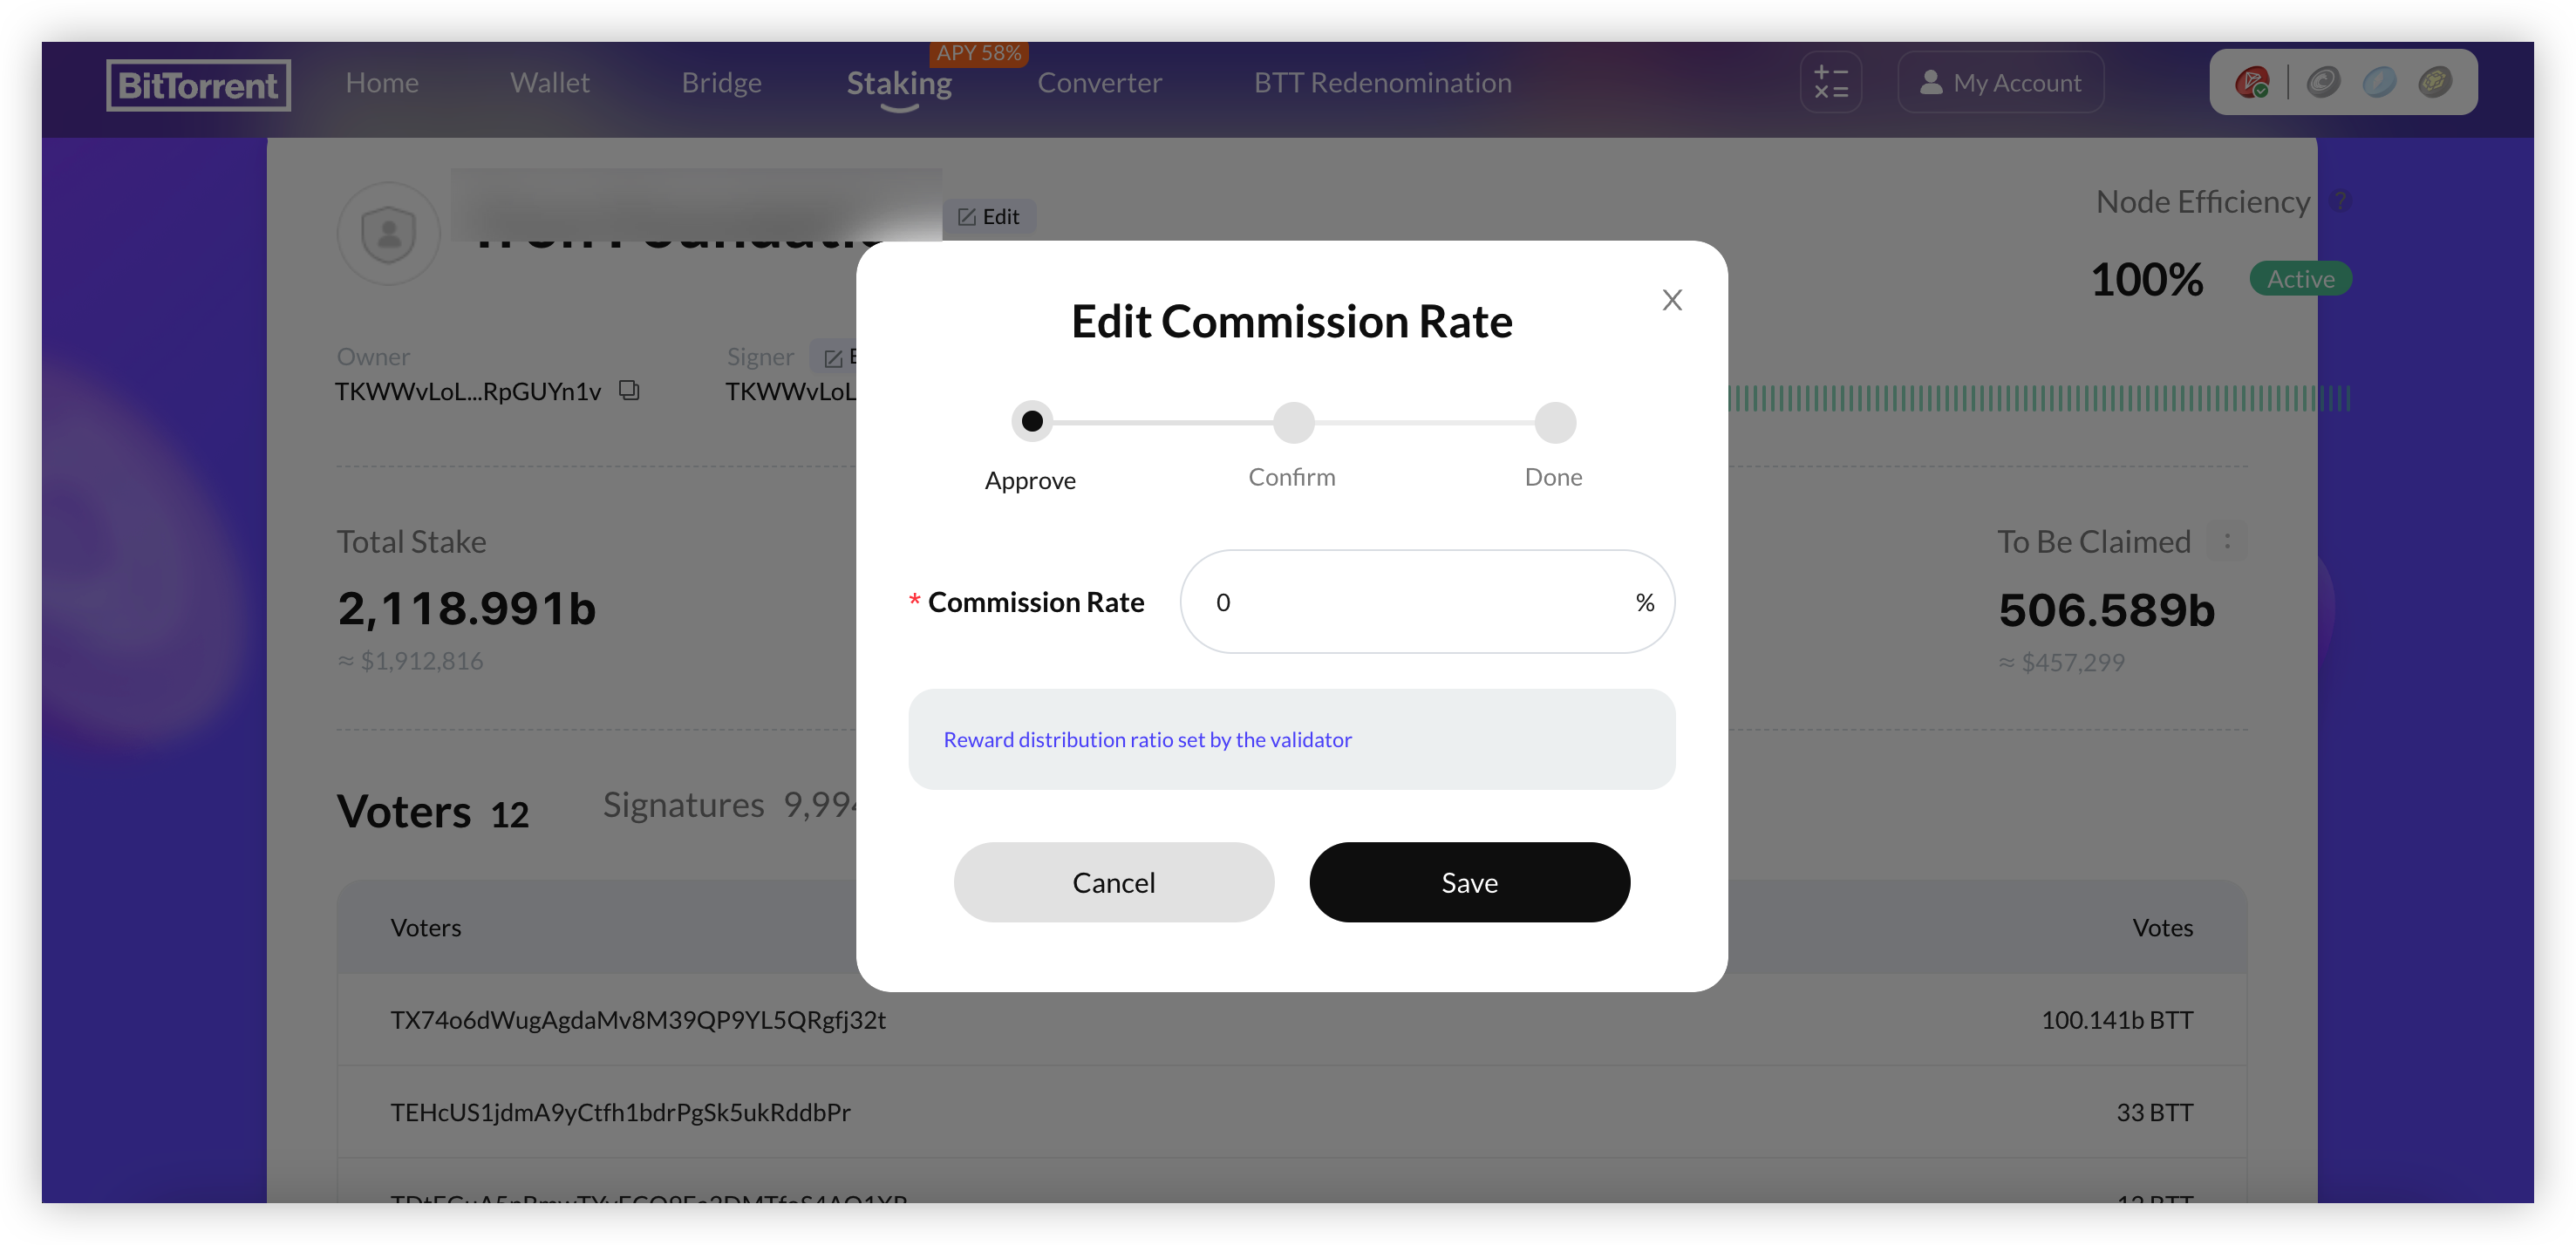 BitTorrent Home Wallet Bridge Staking APY 58% Converter BTT Redenomination My Account
Edit
Node Efficiency ?
100% Active
Owner Signer
TKWWvLoL...RpGUYn1v TKWWvLoL
Edit Commission Rate
Approve Confirm Done
* Commission Rate 0 %
Reward distribution ratio set by the validator
Cancel Save
Total Stake To Be Claimed
2,118.991b 506.589b
≈ $1,912,816 ≈ $457,299
Voters 12 Signatures 9,994
Voters Votes
TX74o6dWugAgdaMv8M39QP9YL5QRgfj32t 100.141b BTT
TEHcUS1jdmA9yCtfh1bdrPgSk5ukRddbPr 33 BTT